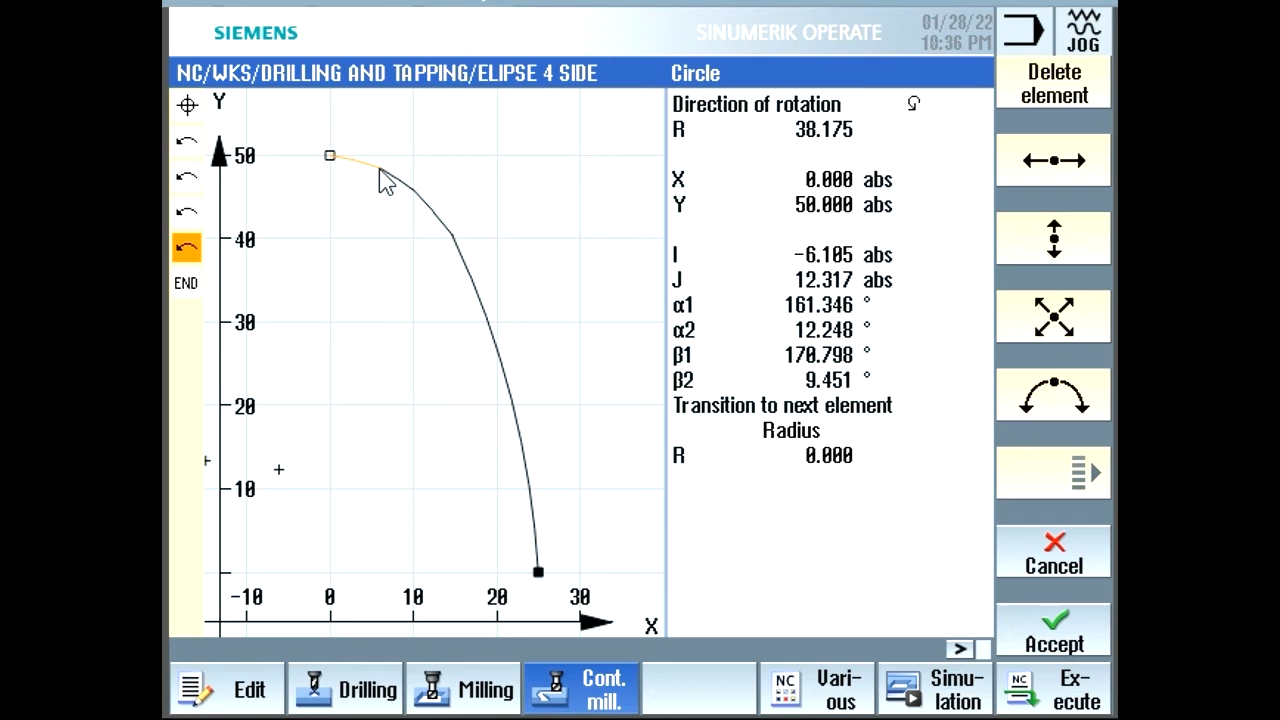 SIEMENS
SINUMERIK OPERATE
01/28/22
10:36 PM
JOG
NC/WKS/DRILLING AND TAPPING/ELIPSE 4 SIDE
Circle
Delete
element
Y
50
40
30
20
10
-10
0
10
20
30
X
END
Direction of rotation
R 38.175
X 0.000 abs
Y 50.000 abs
I -6.105 abs
J 12.317 abs
α1 161.346 °
α2 12.248 °
β1 170.798 °
β2 9.451 °
Transition to next element
Radius
R 0.000
Cancel
Accept
>
Edit
Drilling
Milling
Cont.
mill.
NC
Vari-
ous
Simu-
lation
NC
Ex-
ecute